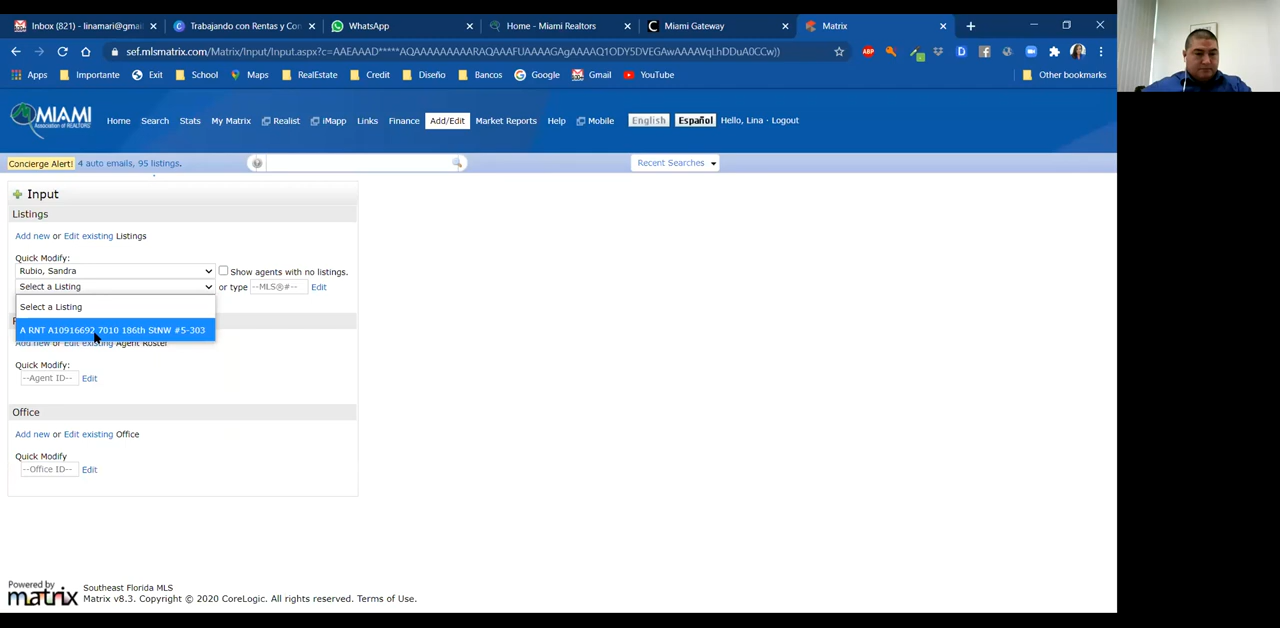 Inbox (821) - linamari@gmai
Trabajando con Rentas y Con
WhatsApp
Home - Miami Realtors
Miami Gateway
Matrix
sef.mlsmatrix.com/Matrix/Input/Input.aspx?c=AAEAAAD*****AQAAAAAAAAARAQAAAFUAAAAGAgAAAAQ1ODY5DVEGAwAAAAVqLhDDuA0CCw))
Apps Importante Exit School Maps RealEstate Credit Diseño Bancos Google Gmail YouTube Other bookmarks
MIAMI
Association of REALTORS
Home Search Stats My Matrix Realist iMapp Links Finance Add/Edit Market Reports Help Mobile English Español Hello, Lina · Logout
Concierge Alert! 4 auto emails, 95 listings.
Recent Searches
Input
Listings
Add new or Edit existing Listings
Quick Modify:
Rubio, Sandra
Show agents with no listings.
Select a Listing
or type --MLS®#-- Edit
Select a Listing
A RNT A10916692 7010 186th StNW #5-303
Add new or Edit existing Agent Roster
Quick Modify:
--Agent ID-- Edit
Office
Add new or Edit existing Office
Quick Modify
--Office ID-- Edit
Powered by
matrix
Southeast Florida MLS
Matrix v8.3. Copyright © 2020 CoreLogic. All rights reserved. Terms of Use.